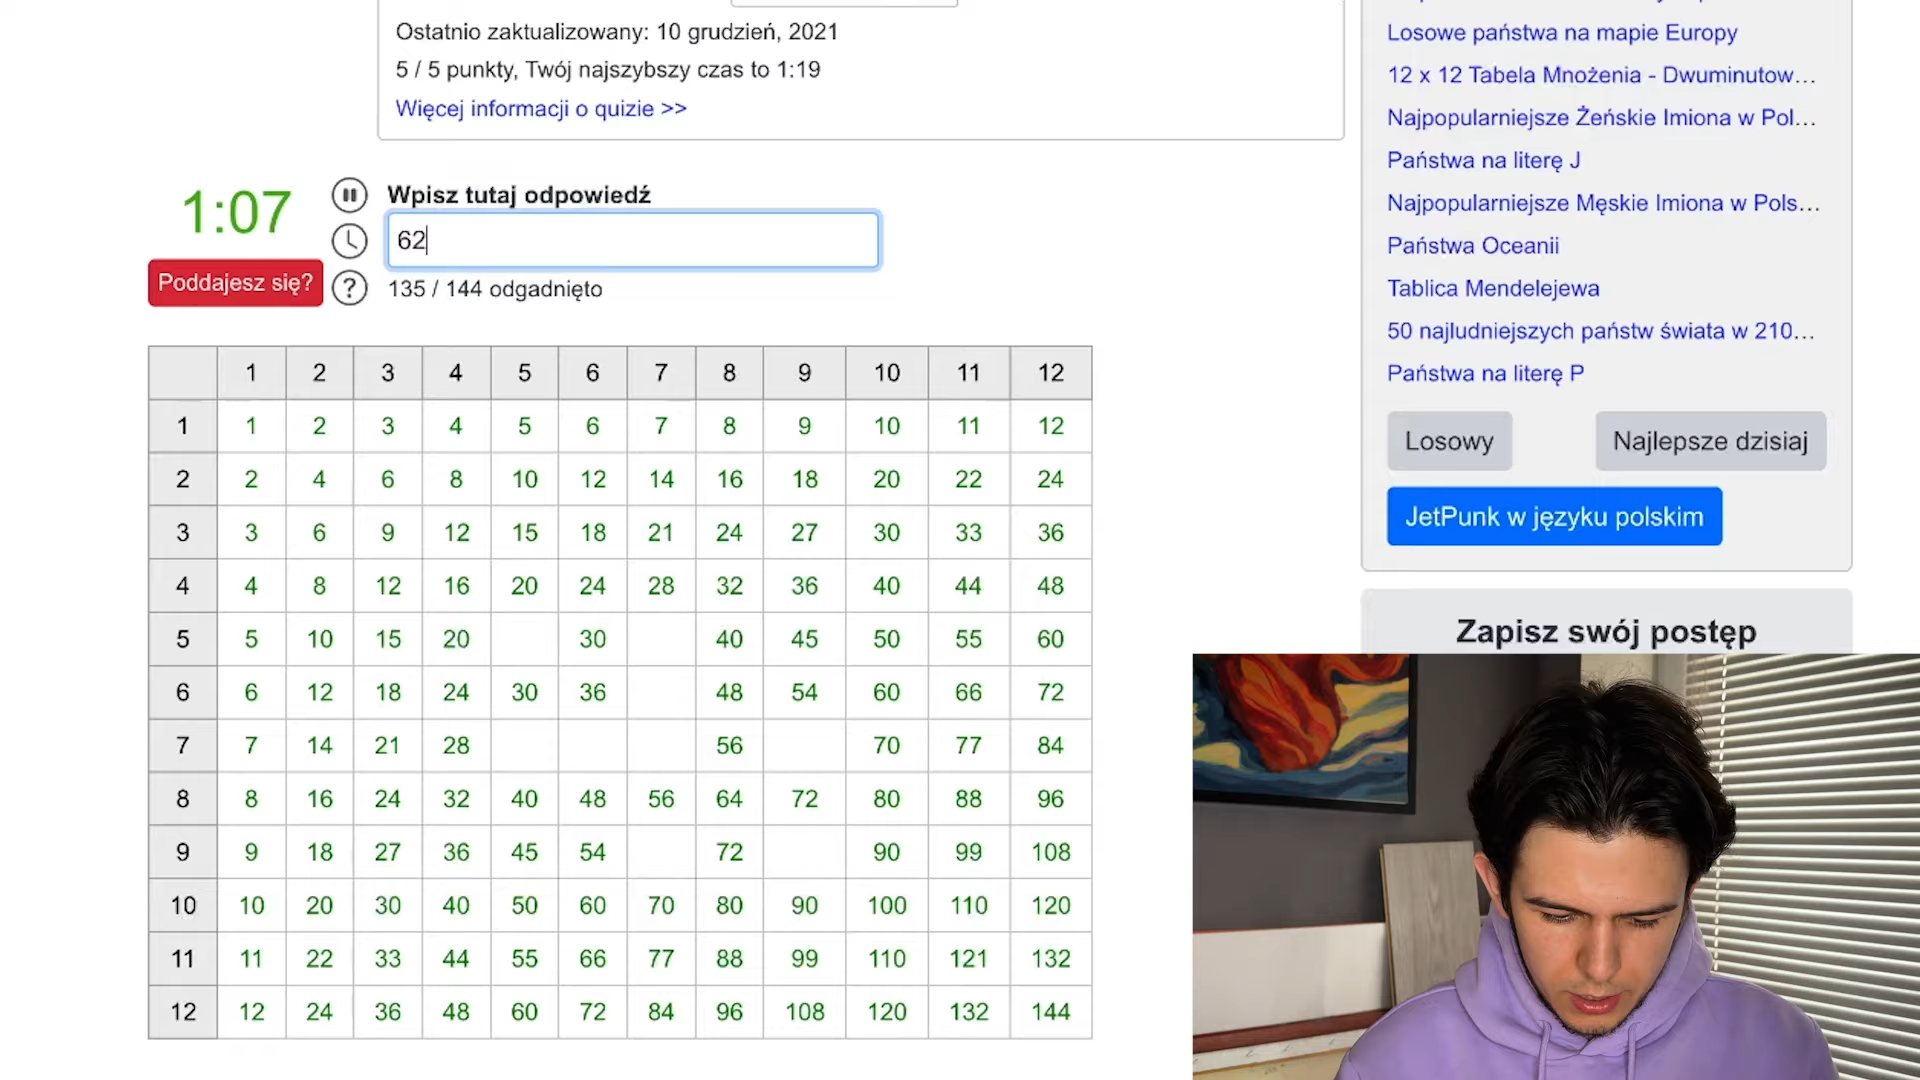 Ostatnio zaktualizowany: 10 grudzień, 2021
5 / 5 punkty, Twój najszybszy czas to 1:19
Więcej informacji o quizie >>
1:07
Poddajesz się?
Wpisz tutaj odpowiedź
62
?
135 / 144 odgadnięto
1 2 3 4 5 6 7 8 9 10 11 12
1 1 2 3 4 5 6 7 8 9 10 11 12
2 2 4 6 8 10 12 14 16 18 20 22 24
3 3 6 9 12 15 18 21 24 27 30 33 36
4 4 8 12 16 20 24 28 32 36 40 44 48
5 5 10 15 20 30 40 45 50 55 60
6 6 12 18 24 30 36 48 54 60 66 72
7 7 14 21 28 56 70 77 84
8 8 16 24 32 40 48 56 64 72 80 88 96
9 9 18 27 36 45 54 72 90 99 108
10 10 20 30 40 50 60 70 80 90 100 110 120
11 11 22 33 44 55 66 77 88 99 110 121 132
12 12 24 36 48 60 72 84 96 108 120 132 144
Losowe państwa na mapie Europy
12 x 12 Tabela Mnożenia - Dwuminutow...
Najpopularniejsze Żeńskie Imiona w Pol...
Państwa na literę J
Najpopularniejsze Męskie Imiona w Pols...
Państwa Oceanii
Tablica Mendelejewa
50 najludniejszych państw świata w 210...
Państwa na literę P
Losowy
Najlepsze dzisiaj
JetPunk w języku polskim
Zapisz swój postęp